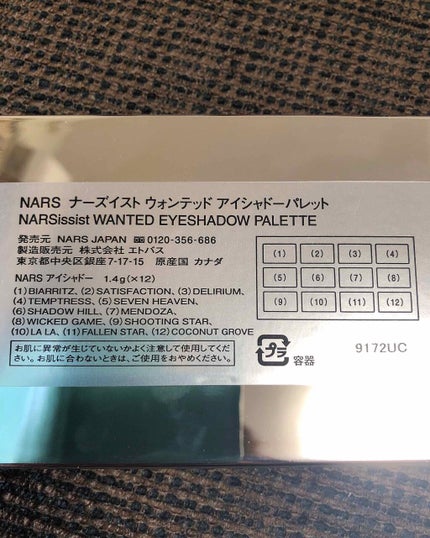 NARS ナーズイスト ウォンテッド アイシャドーパレット
NARSissist WANTED EYESHADOW PALETTE
発売元 NARS JAPAN 0120-356-686
製造販売元 株式会社 エトバス
東京都中央区銀座7-17-15 原産国 カナダ
NARS アイシャドー 1.4g(×12)
(1)BIARRITZ, (2)SATISFACTION, (3)DELIRIUM,
(4)TEMPTRESS, (5)SEVEN HEAVEN,
(6)SHADOW HILL, (7)MENDOZA,
(8)WICKED GAME, (9)SHOOTING STAR,
(10)LA LA, (11)FALLEN STAR, (12)COCONUT GROVE
お肌に異常が生じていないかよく注意して使用してくだ
さい。お肌に合わないときは、ご使用をおやめください。
(1) (2) (3) (4)
(5) (6) (7) (8)
(9) (10) (11) (12)
プラ 容器
9172UC